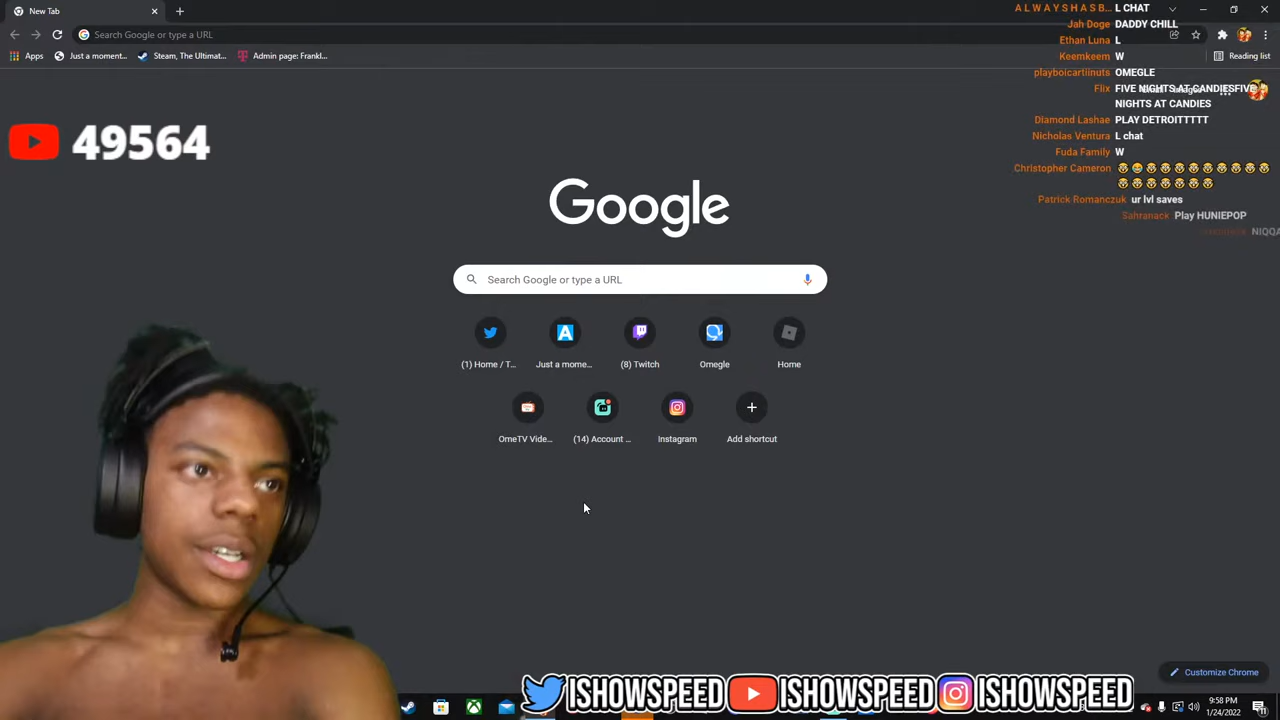 New Tab
Search Google or type a URL
Apps
Just a moment...
Steam, The Ultimat...
Admin page: Frankl...
Reading list
A L W A Y S H A S B... L CHAT
Jah Doge DADDY CHILL
Ethan Luna L
Keemkeem W
playboicartiinuts OMEGLE
Flix FIVE NIGHTS AT CANDIESFIVE
NIGHTS AT CANDIES
Diamond Lashae PLAY DETROITTTTT
Nicholas Ventura L chat
Fuda Family W
Christopher Cameron
Patrick Romanczuk ur lvl saves
Sahranack Play HUNIEPOP
49564
Google
Search Google or type a URL
(1) Home / T...
Just a mome...
(8) Twitch
Omegle
Home
OmeTV Vide...
(14) Account ...
Instagram
Add shortcut
Customize Chrome
ISHOWSPEED ISHOWSPEED ISHOWSPEED
9:58 PM
1/24/2022